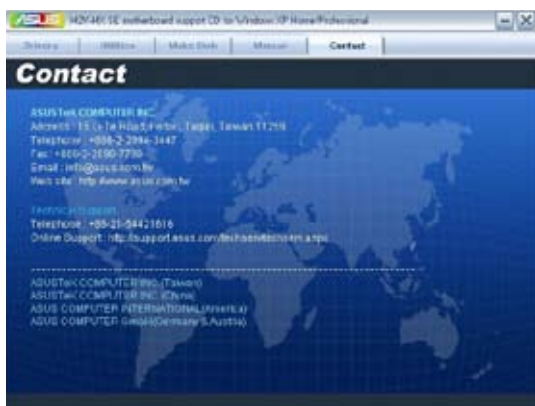 ASUS M2V-MX SE motherboard support CD for Windows XP Home/Professional
Drivers Utilities Make Disk Manual Contact
Contact
ASUSTeK COMPUTER INC.
Address : 15 Li-Te Road, Peitou, Taipei, Taiwan 11259
Telephone : +886-2-2894-3447
Fax : +886-2-2890-7798
Email : info@asus.com.tw
Web site : http://www.asus.com.tw
Technical Support
Telephone : +86-21-54421616
Online Support : http://support.asus.com/techserv/techserv.aspx
ASUSTeK COMPUTER INC.(Taiwan)
ASUSTeK COMPUTER INC.(China)
ASUS COMPUTER INTERNATIONAL(America)
ASUS COMPUTER GmbH(Germany & Austria)